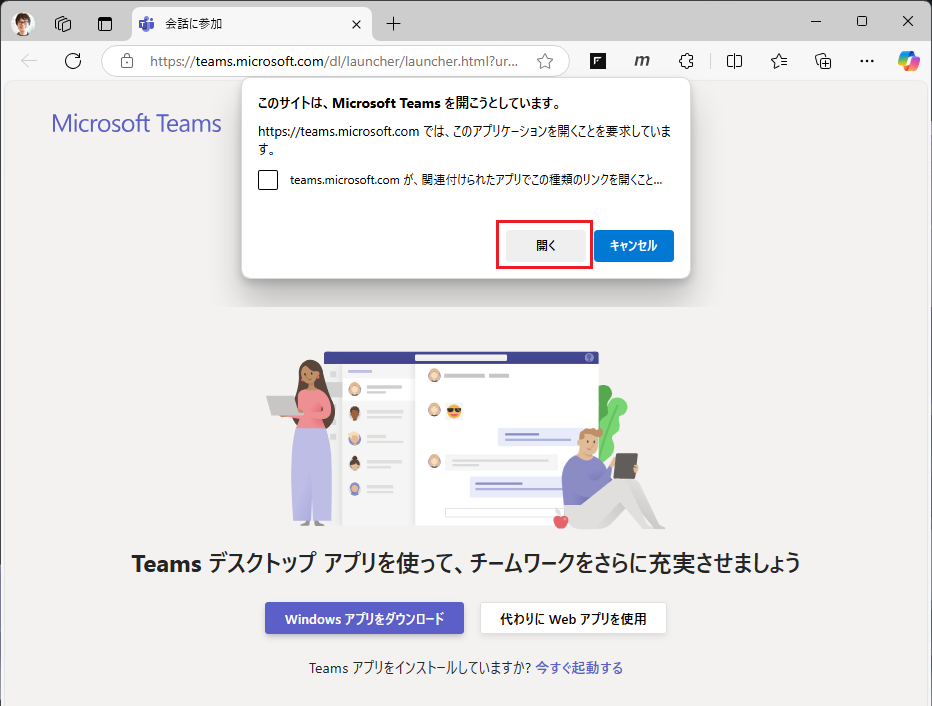 会話に参加
https://teams.microsoft.com/dl/launcher/launcher.html?ur...
m
Microsoft Teams
このサイトは、Microsoft Teams を開こうとしています。
https://teams.microsoft.com では、このアプリケーションを開くことを要求していま
す。
teams.microsoft.com が、関連付けられたアプリでこの種類のリンクを開くこと...
開く
キャンセル
Teams デスクトップ アプリを使って、チームワークをさらに充実させましょう
Windows アプリをダウンロード
代わりに Web アプリを使用
Teams アプリをインストールしていますか? 今すぐ起動する